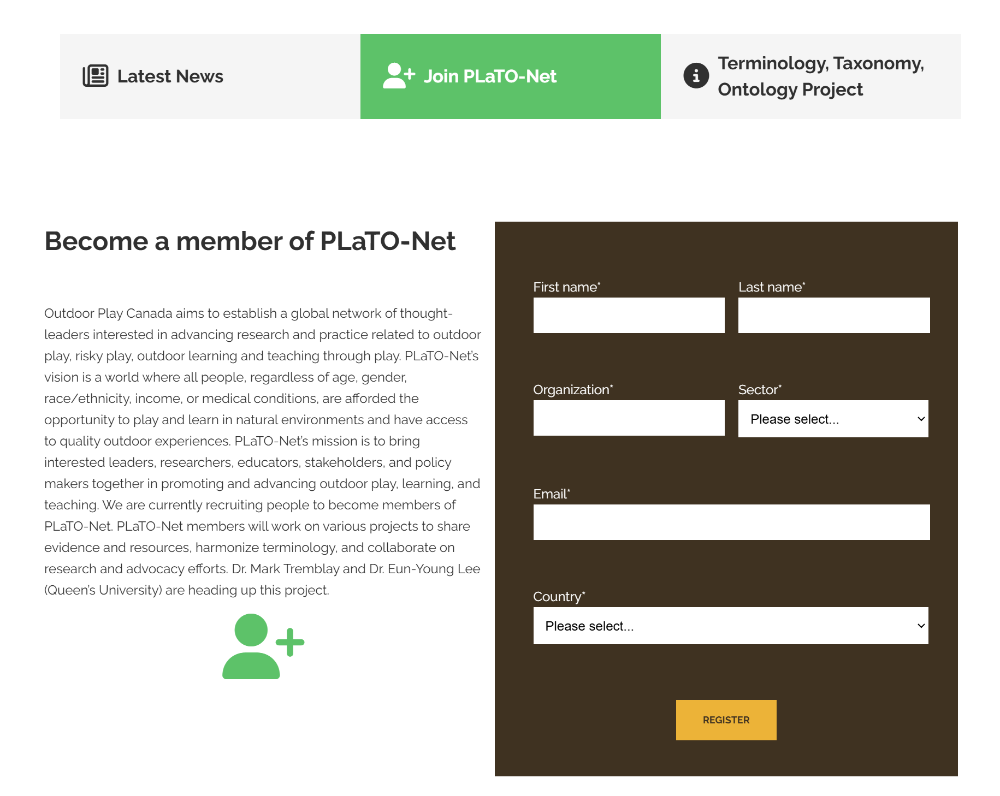 Latest News
Join PLaTO-Net
Terminology, Taxonomy,
Ontology Project
Become a member of PLaTO-Net
Outdoor Play Canada aims to establish a global network of thought-
leaders interested in advancing research and practice related to outdoor
play, risky play, outdoor learning and teaching through play. PLaTO-Net’s
vision is a world where all people, regardless of age, gender,
race/ethnicity, income, or medical conditions, are afforded the
opportunity to play and learn in natural environments and have access
to quality outdoor experiences. PLaTO-Net’s mission is to bring
interested leaders, researchers, educators, stakeholders, and policy
makers together in promoting and advancing outdoor play, learning, and
teaching. We are currently recruiting people to become members of
PLaTO-Net. PLaTO-Net members will work on various projects to share
evidence and resources, harmonize terminology, and collaborate on
research and advocacy efforts. Dr. Mark Tremblay and Dr. Eun-Young Lee
(Queen’s University) are heading up this project.
First name*
Last name*
Organization*
Sector*
Please select...
Email*
Country*
Please select...
REGISTER